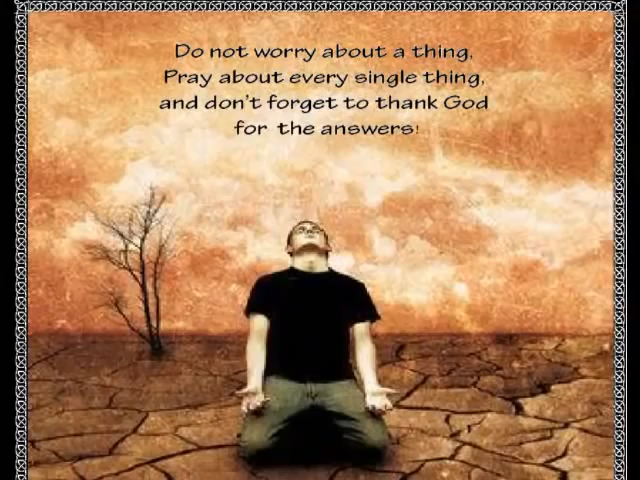 Do not worry about a thing,
Pray about every single thing,
and don't forget to thank God
for the answers!